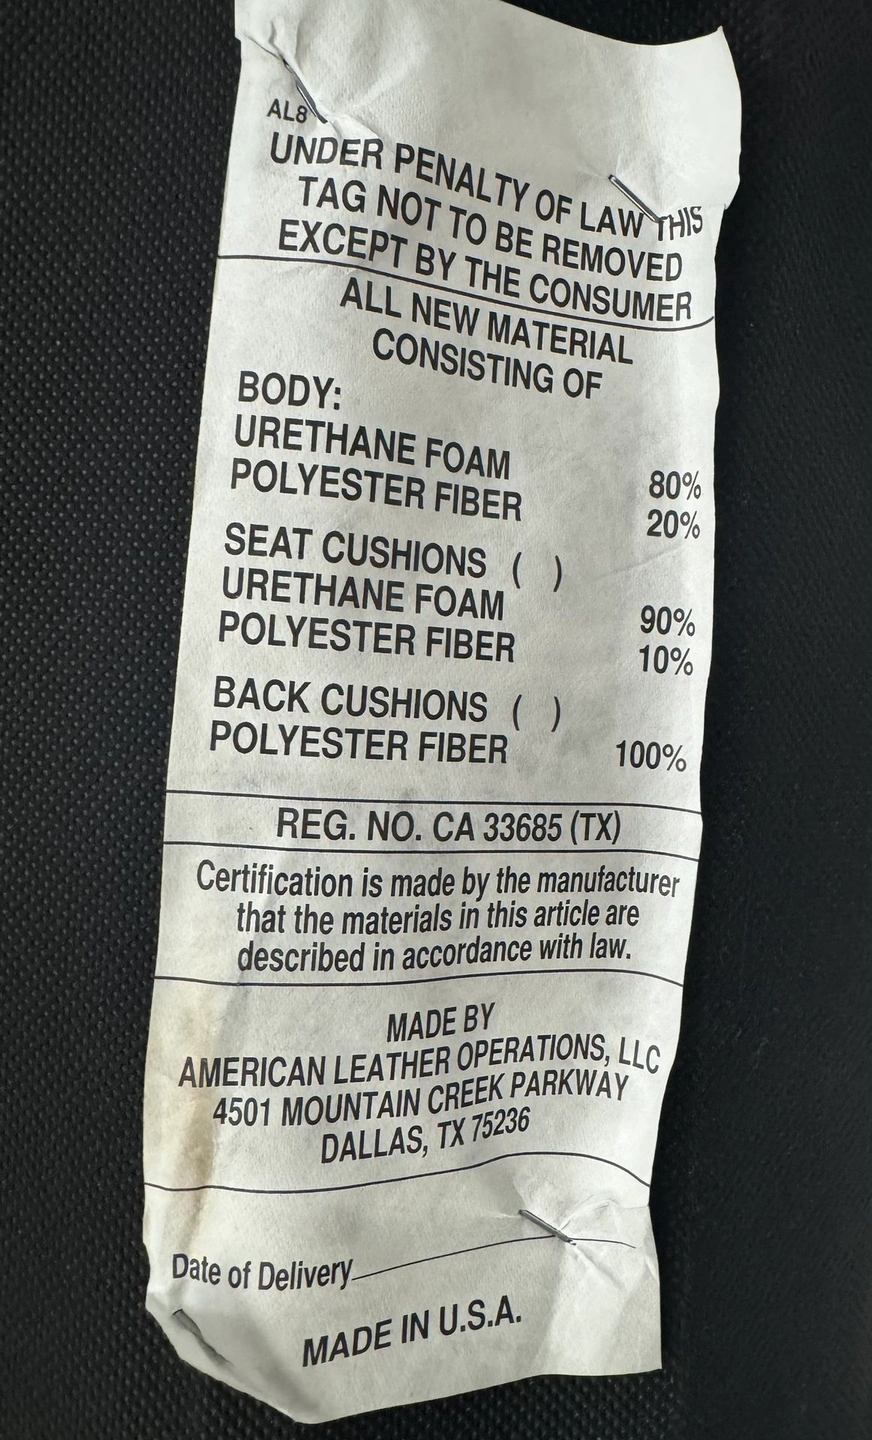 AL8
UNDER PENALTY OF LAW THIS
TAG NOT TO BE REMOVED
EXCEPT BY THE CONSUMER
ALL NEW MATERIAL
CONSISTING OF
BODY:
URETHANE FOAM 80%
POLYESTER FIBER 20%
SEAT CUSHIONS ( )
URETHANE FOAM 90%
POLYESTER FIBER 10%
BACK CUSHIONS ( )
POLYESTER FIBER 100%
REG. NO. CA 33685 (TX)
Certification is made by the manufacturer
that the materials in this article are
described in accordance with law.
MADE BY
AMERICAN LEATHER OPERATIONS, LLC
4501 MOUNTAIN CREEK PARKWAY
DALLAS, TX 75236
Date of Delivery
MADE IN U.S.A.